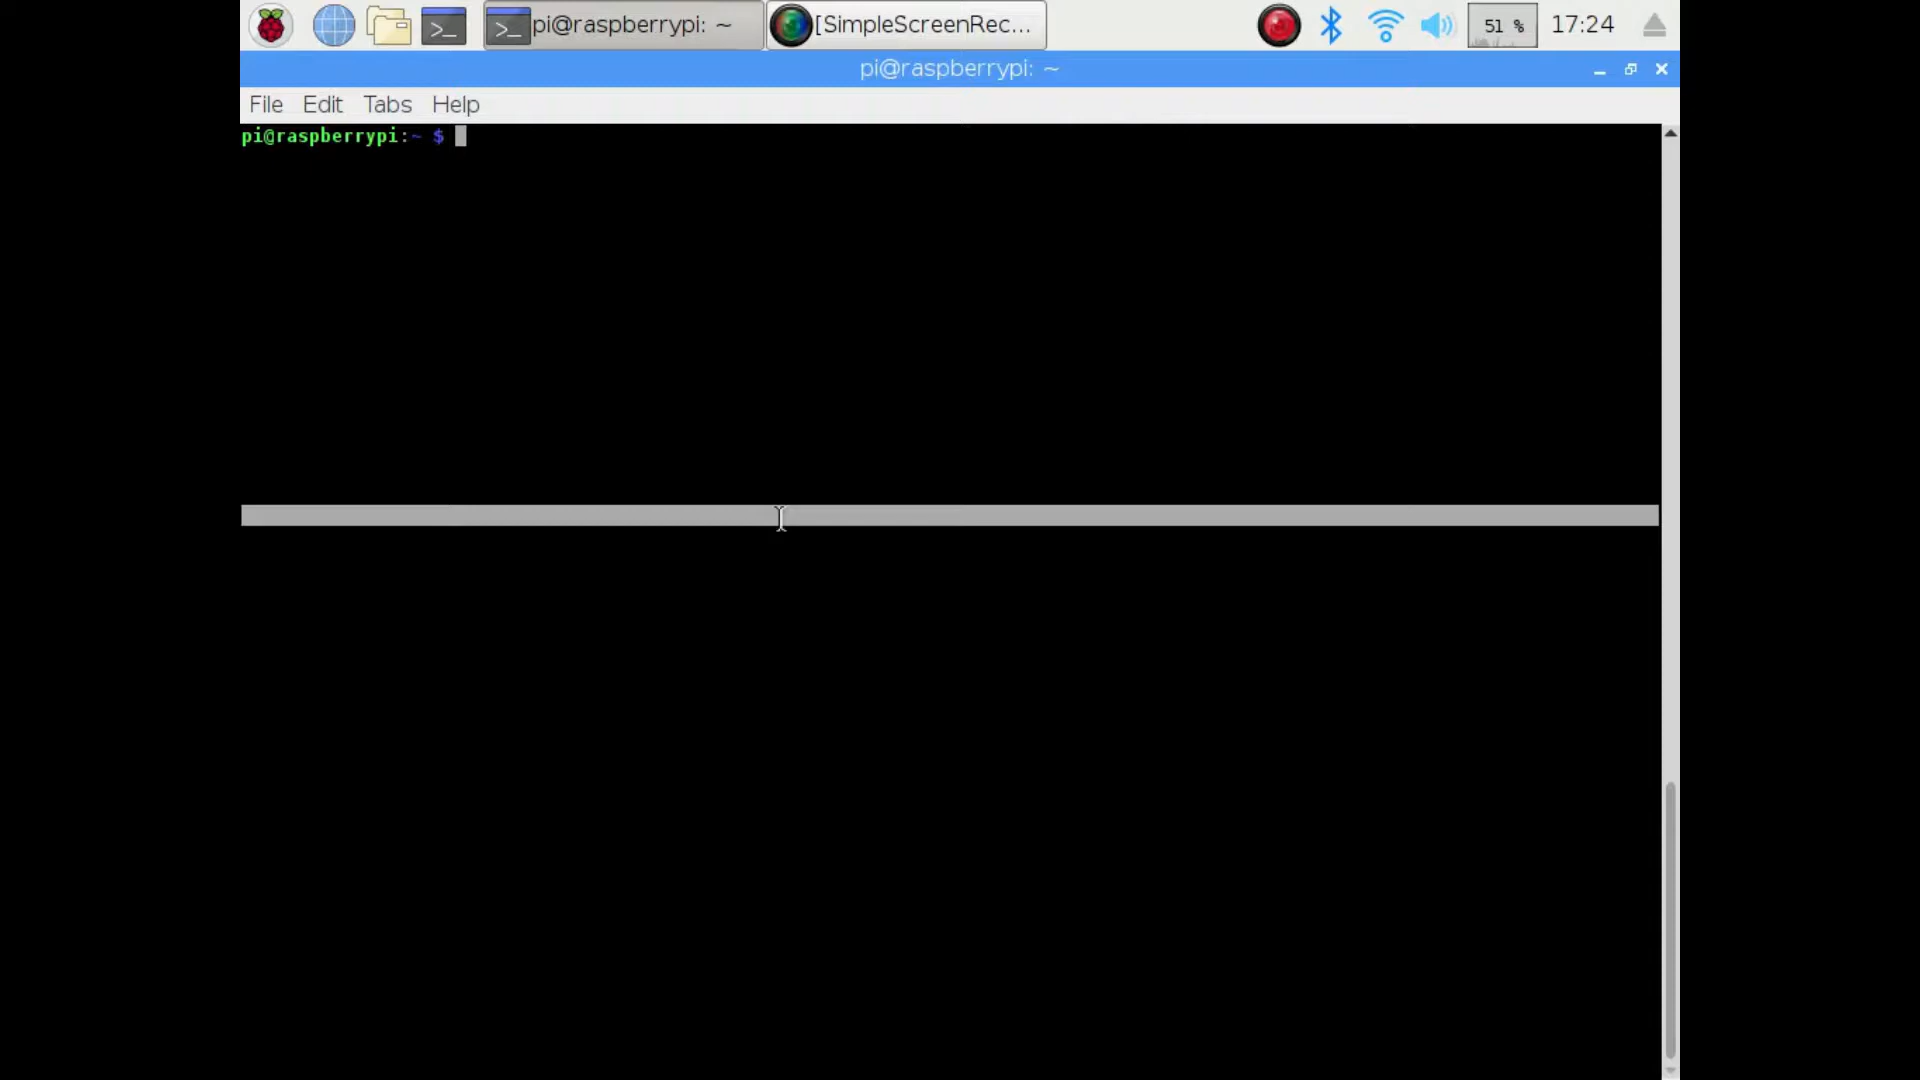 pi@raspberrypi: ~
[SimpleScreenRec...
51 %
17:24
pi@raspberrypi: ~
File Edit Tabs Help
pi@raspberrypi:~ $